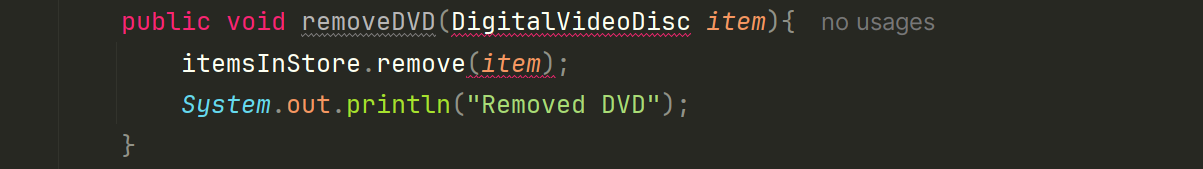 public void removeDVD(DigitalVideoDisc item){ no usages
itemsInStore.remove(item);
System.out.println("Removed DVD");
}